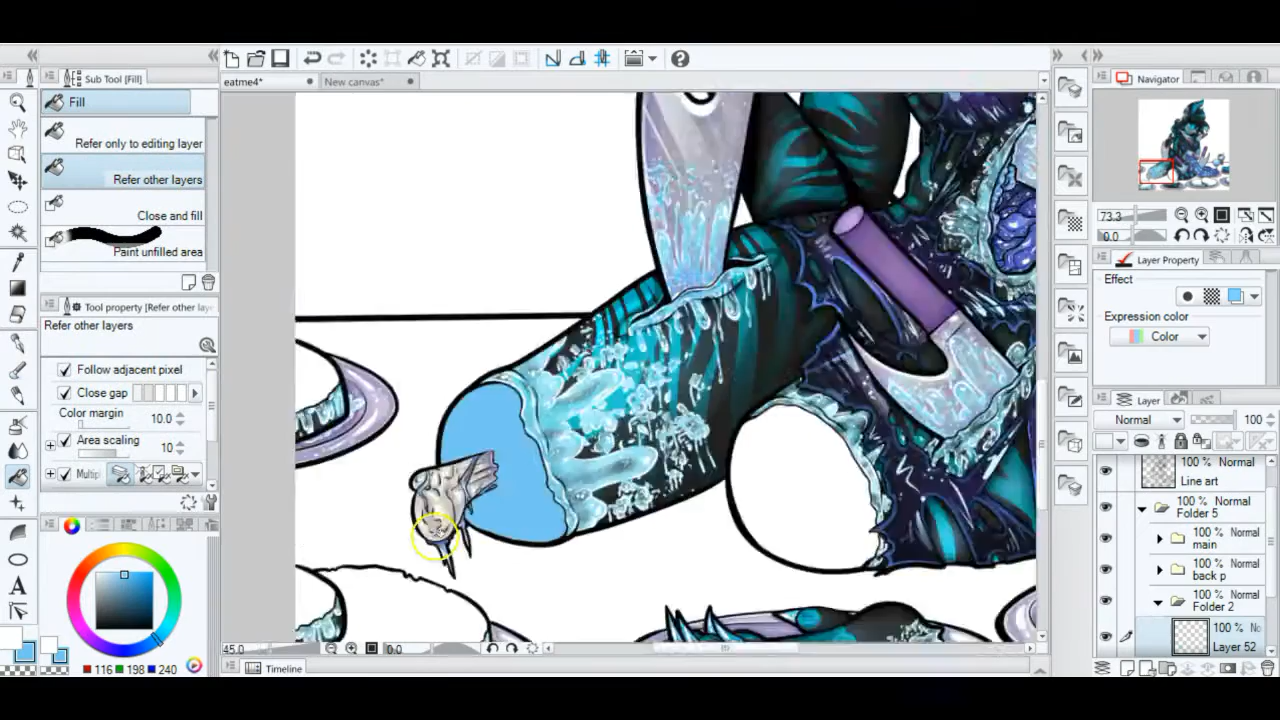 Sub Tool [Fill]
eatme4*
New canvas*
Navigator
Fill
Refer only to editing layer
Refer other layers
Close and fill
Paint unfilled area
73.3
0.0
Layer Property
Effect
Expression color
Color
Tool property [Refer other lay
Refer other layers
Follow adjacent pixel
Close gap
Color margin
10.0
Area scaling
10
Multip
Layer
Normal
100
100 % Normal
Line art
100 % Normal
Folder 5
100 % Normal
main
100 % Normal
back p
100 % Normal
Folder 2
100 % No
Layer 52
45.0
0.0
Timeline
116 198 240